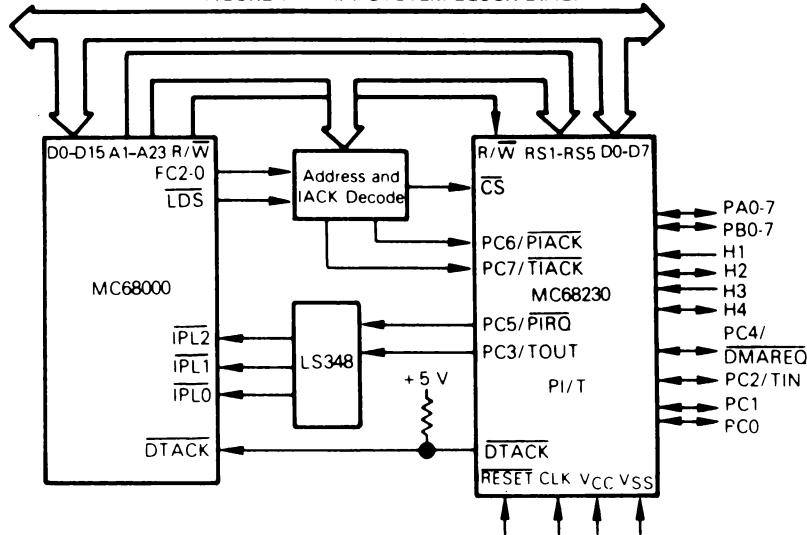 D0-D15 A1-A23 R/W
FC2-0
LDS
MC68000
IPL2
IPL1
IPL0
DTACK
Address and
IACK Decode
LS348
+5 V
R/W RS1-RS5 D0-D7
CS
PC6/PIACK
PC7/TIACK
MC68230
PC5/PIRQ
PC3/TOUT
PI/T
DTACK
RESET CLK VCC VSS
PA0-7
PB0-7
H1
H2
H3
H4
PC4/
DMAREQ
PC2/TIN
PC1
PC0